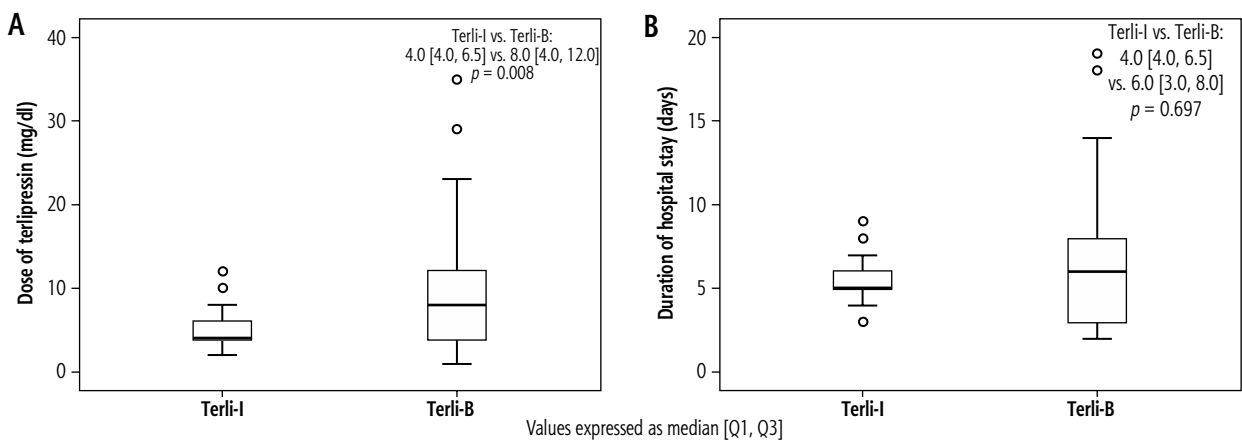 A
Terli-I vs. Terli-B:
4.0 [4.0, 6.5] vs. 8.0 [4.0, 12.0]
p = 0.008
Dose of terlipressin (mg/dl)
40
30
20
10
0
Terli-I
Terli-B
B
Terli-I vs. Terli-B:
4.0 [4.0, 6.5]
vs. 6.0 [3.0, 8.0]
p = 0.697
Duration of hospital stay (days)
20
15
10
5
0
Terli-I
Terli-B
Values expressed as median [Q1, Q3]